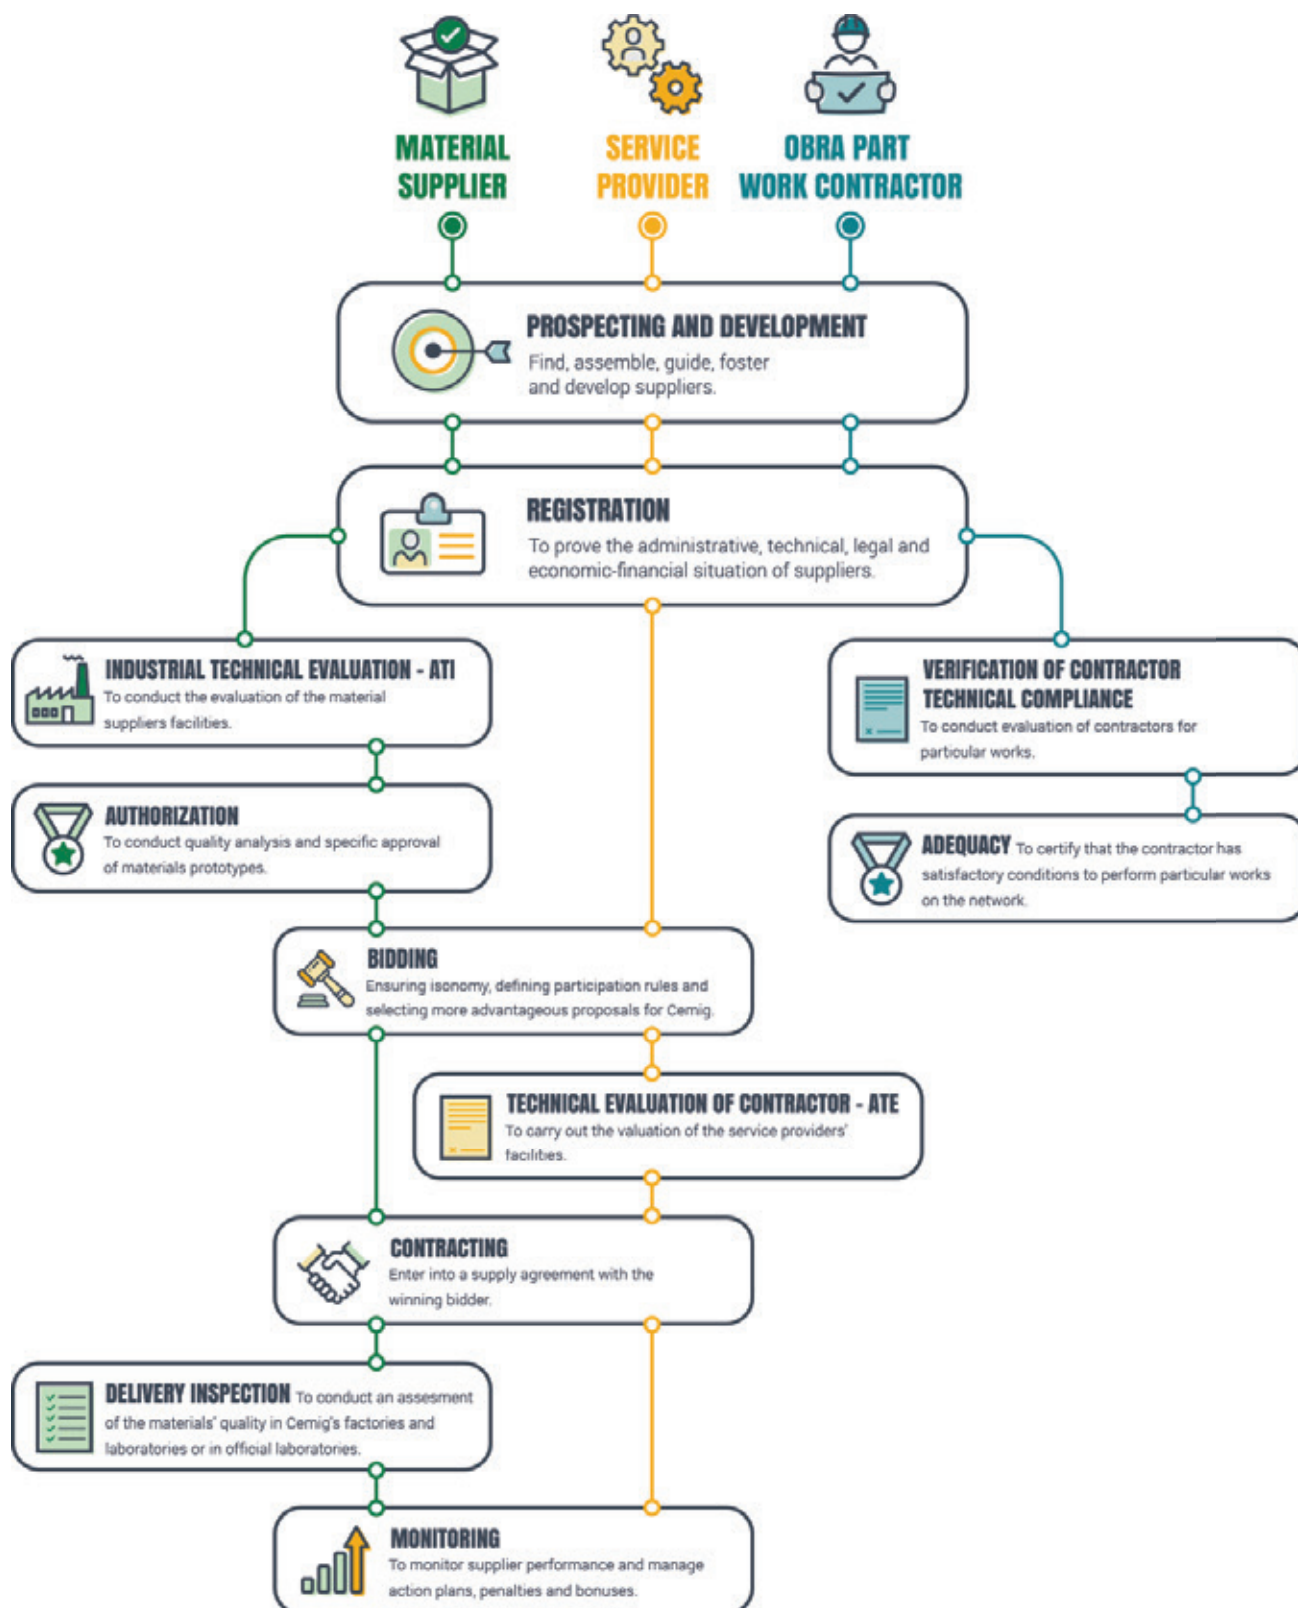 MATERIAL
SUPPLIER
SERVICE
PROVIDER
OBRA PART
WORK CONTRACTOR
PROSPECTING AND DEVELOPMENT
Find, assemble, guide, foster
and develop suppliers.
REGISTRATION
To prove the administrative, technical, legal and
economic-financial situation of suppliers.
INDUSTRIAL TECHNICAL EVALUATION - ATI
To conduct the evaluation of the material
suppliers facilities.
VERIFICATION OF CONTRACTOR
TECHNICAL COMPLIANCE
To conduct evaluation of contractors for
particular works.
AUTHORIZATION
To conduct quality analysis and specific approval
of materials prototypes.
ADEQUACY To certify that the contractor has
satisfactory conditions to perform particular works
on the network.
BIDDING
Ensuring isonomy, defining participation rules and
selecting more advantageous proposals for Cemig.
TECHNICAL EVALUATION OF CONTRACTOR - ATE
To carry out the valuation of the service providers'
facilities.
CONTRACTING
Enter into a supply agreement with the
winning bidder.
DELIVERY INSPECTION To conduct an assesment
of the materials' quality in Cemig's factories and
laboratories or in official laboratories.
MONITORING
To monitor supplier performance and manage
action plans, penalties and bonuses.